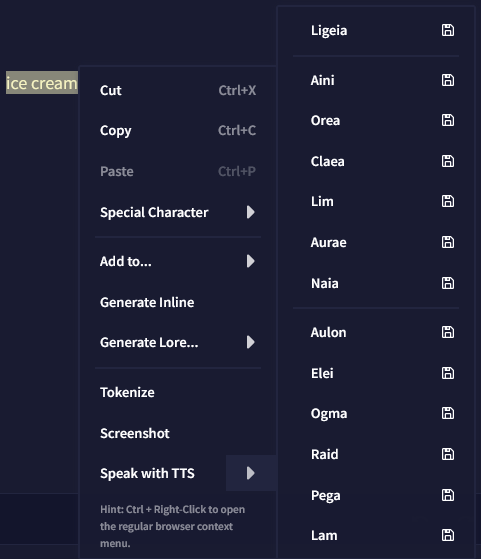 ice cream
Cut Ctrl+X
Copy Ctrl+C
Paste Ctrl+P
Special Character
Add to...
Generate Inline
Generate Lore...
Tokenize
Screenshot
Speak with TTS
Hint: Ctrl + Right-Click to open
the regular browser context
menu.
Ligeia
Aini
Orea
Claea
Lim
Aurae
Naia
Aulon
Elei
Ogma
Raid
Pega
Lam